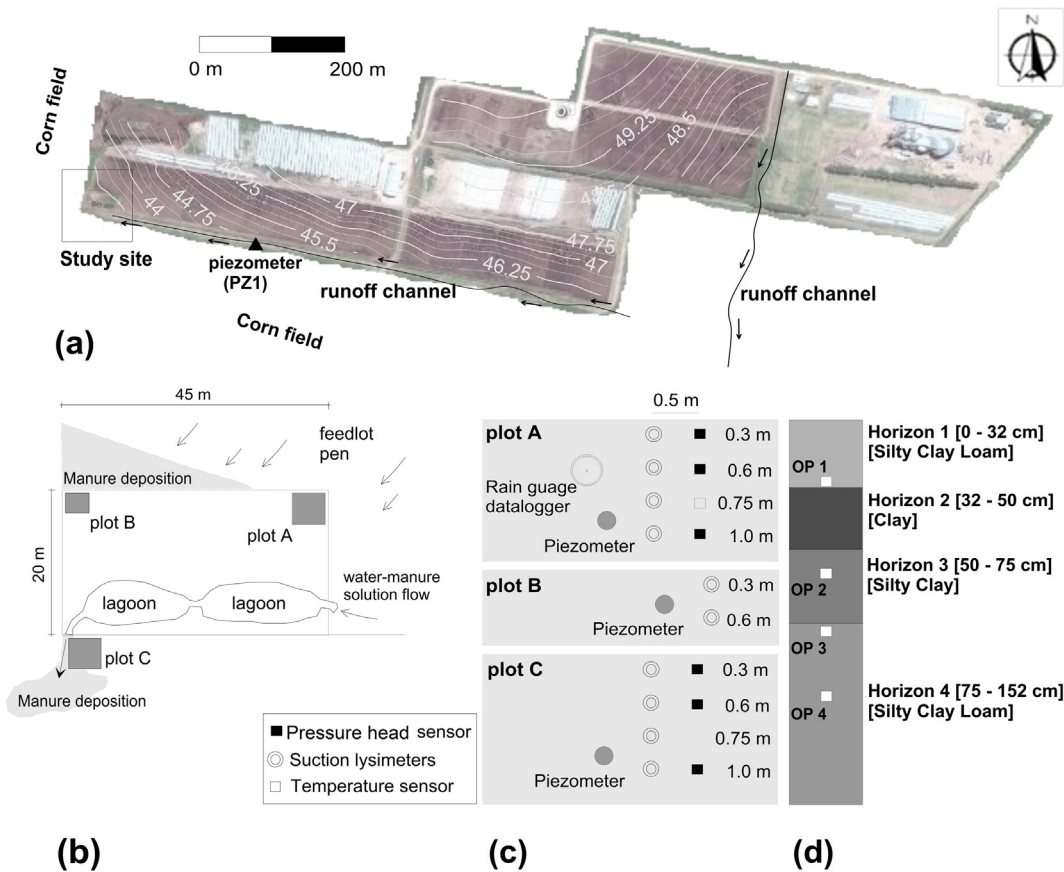 N
0 m 200 m
Corn field
49.25
48.5
46.25
47
44.75
44
45.5
47.75
47
46.25
Study site
piezometer
(PZ1)
runoff channel
runoff channel
Corn field
(a)
45 m
feedlot
pen
Manure deposition
plot B
plot A
20 m
water-manure
solution flow
lagoon
lagoon
plot C
Manure deposition
Pressure head sensor
Suction lysimeters
Temperature sensor
(b)
0.5 m
plot A
0.3 m
0.6 m
Rain guage
datalogger
0.75 m
1.0 m
Piezometer
plot B
0.3 m
0.6 m
Piezometer
plot C
0.3 m
0.6 m
0.75 m
1.0 m
Piezometer
(c)
Horizon 1 [0 - 32 cm]
[Silty Clay Loam]
OP 1
Horizon 2 [32 - 50 cm]
[Clay]
Horizon 3 [50 - 75 cm]
[Silty Clay]
OP 2
OP 3
Horizon 4 [75 - 152 cm]
[Silty Clay Loam]
OP 4
(d)